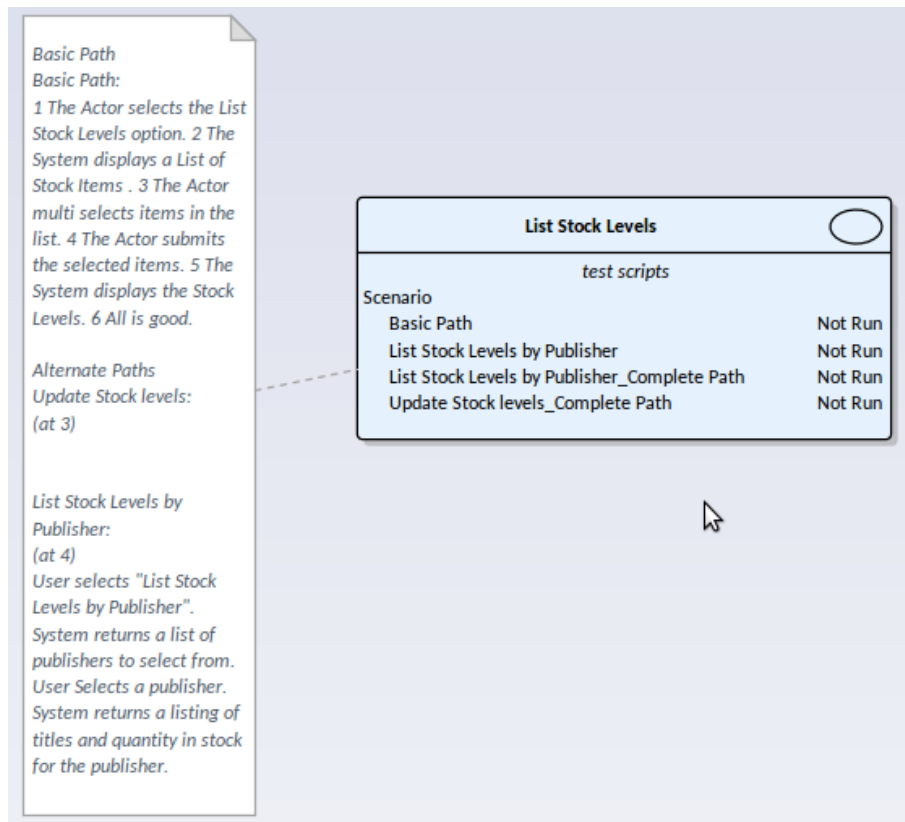 Basic Path
Basic Path:
1 The Actor selects the List
Stock Levels option. 2 The
System displays a List of
Stock Items . 3 The Actor
multi selects items in the
list. 4 The Actor submits
the selected items. 5 The
System displays the Stock
Levels. 6 All is good.
Alternate Paths
Update Stock levels:
(at 3)
List Stock Levels by
Publisher:
(at 4)
User selects "List Stock
Levels by Publisher".
System returns a list of
publishers to select from.
User Selects a publisher.
System returns a listing of
titles and quantity in stock
for the publisher.
List Stock Levels
test scripts
Scenario
Basic Path Not Run
List Stock Levels by Publisher Not Run
List Stock Levels by Publisher_Complete Path Not Run
Update Stock levels_Complete Path Not Run